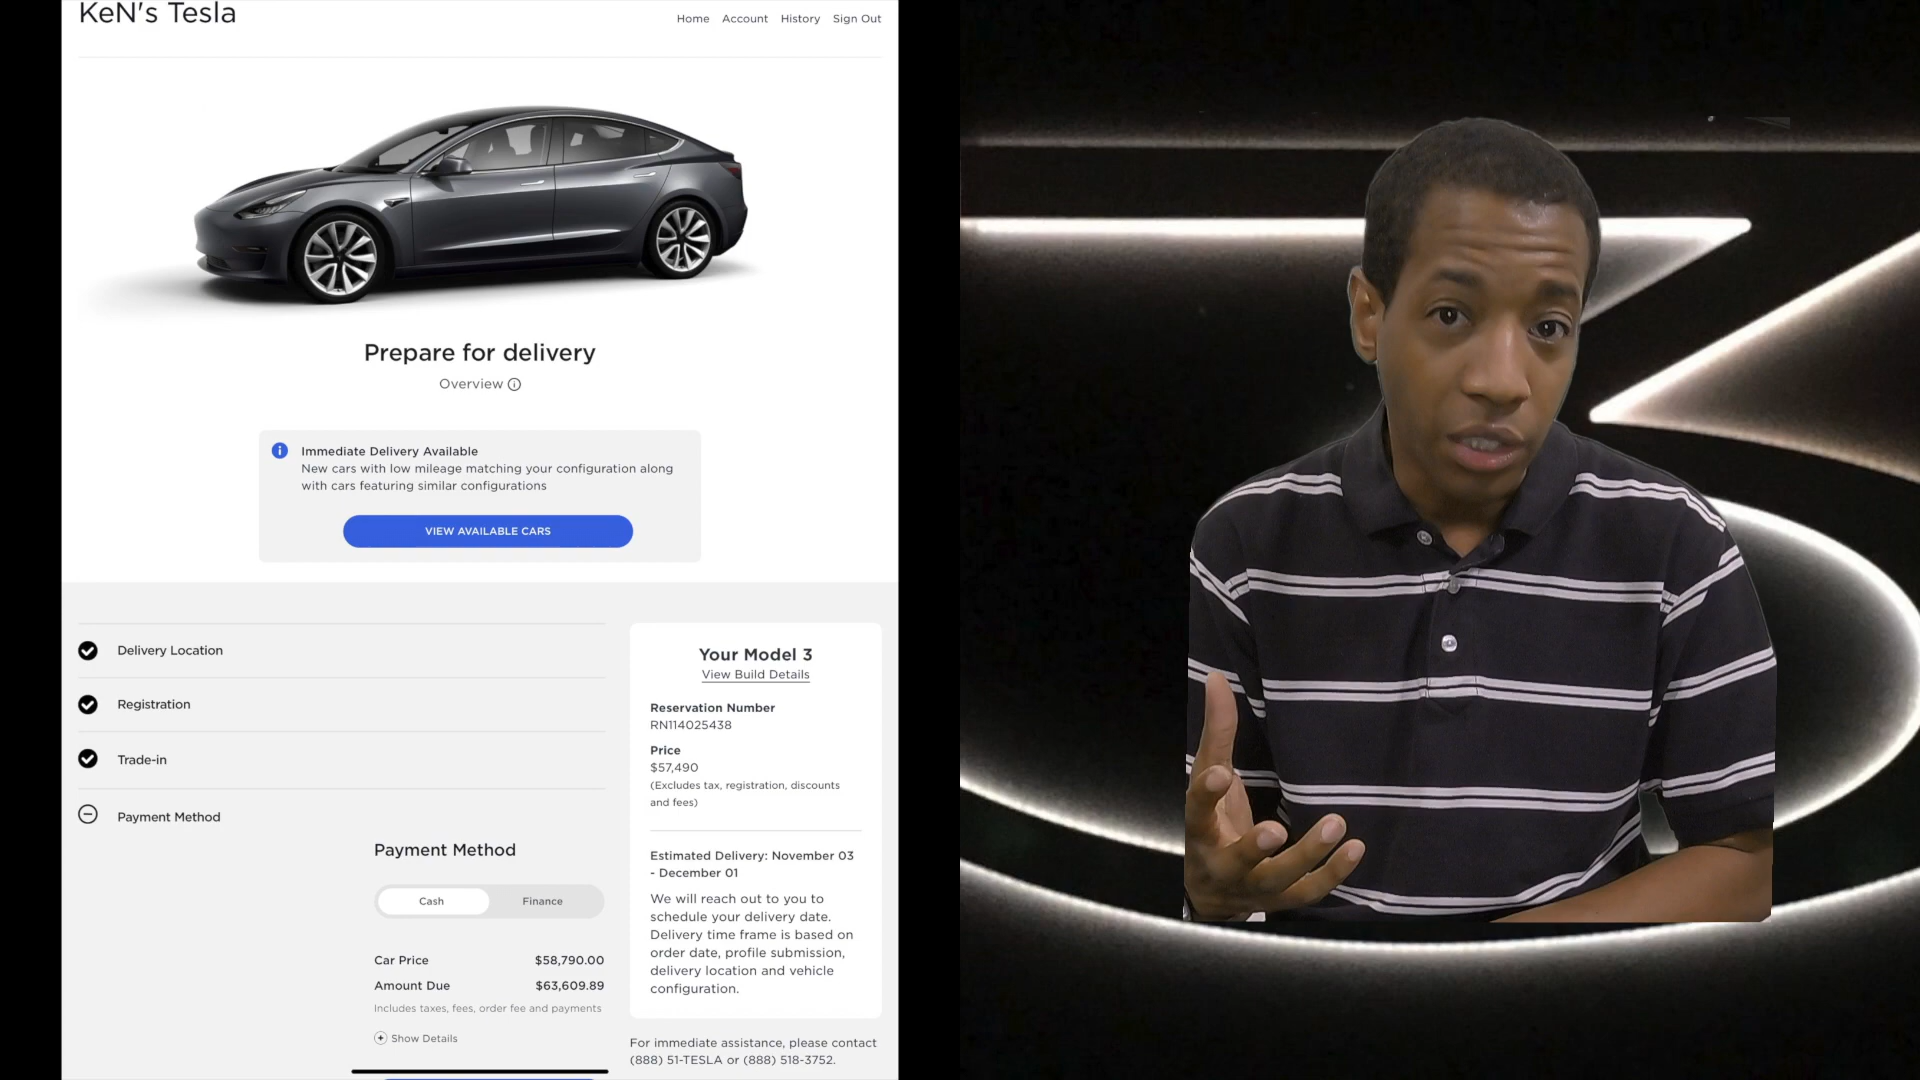 KeN's Tesla
Home Account History Sign Out
Prepare for delivery
Overview
Immediate Delivery Available
New cars with low mileage matching your configuration along
with cars featuring similar configurations
VIEW AVAILABLE CARS
Delivery Location
Registration
Trade-in
Payment Method
Payment Method
Cash Finance
Car Price $58,790.00
Amount Due $63,609.89
Includes taxes, fees, order fee and payments
Show Details
Your Model 3
View Build Details
Reservation Number
RN114025438
Price
$57,490
(Excludes tax, registration, discounts
and fees)
Estimated Delivery: November 03
- December 01
We will reach out to you to
schedule your delivery date.
Delivery time frame is based on
order date, profile submission,
delivery location and vehicle
configuration.
For immediate assistance, please contact
(888) 51-TESLA or (888) 518-3752.